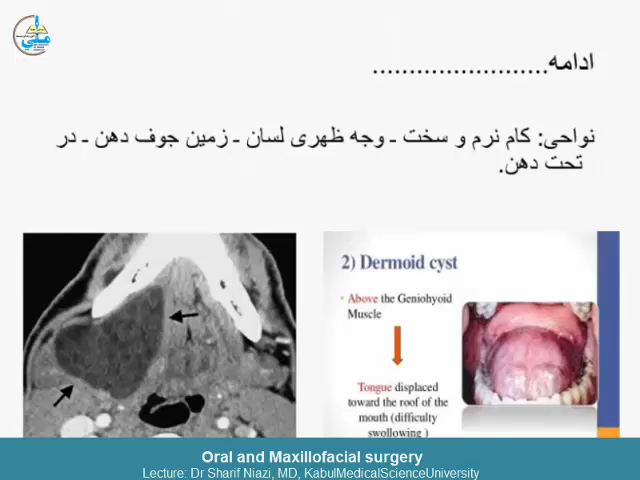 ملي
ادامه........................
نواحی: کام نرم و سخت ـ وجه ظهری لسان ـ زمین جوف دهن ـ در
تحت دهن.
2) Dermoid cyst
• Above the Geniohyoid
Muscle
Tongue displaced
toward the roof of the
mouth (difficulty
swollowing )
Oral and Maxillofacial surgery
Lecture: Dr Sharif Niazi, MD, KabulMedicalScienceUniversity